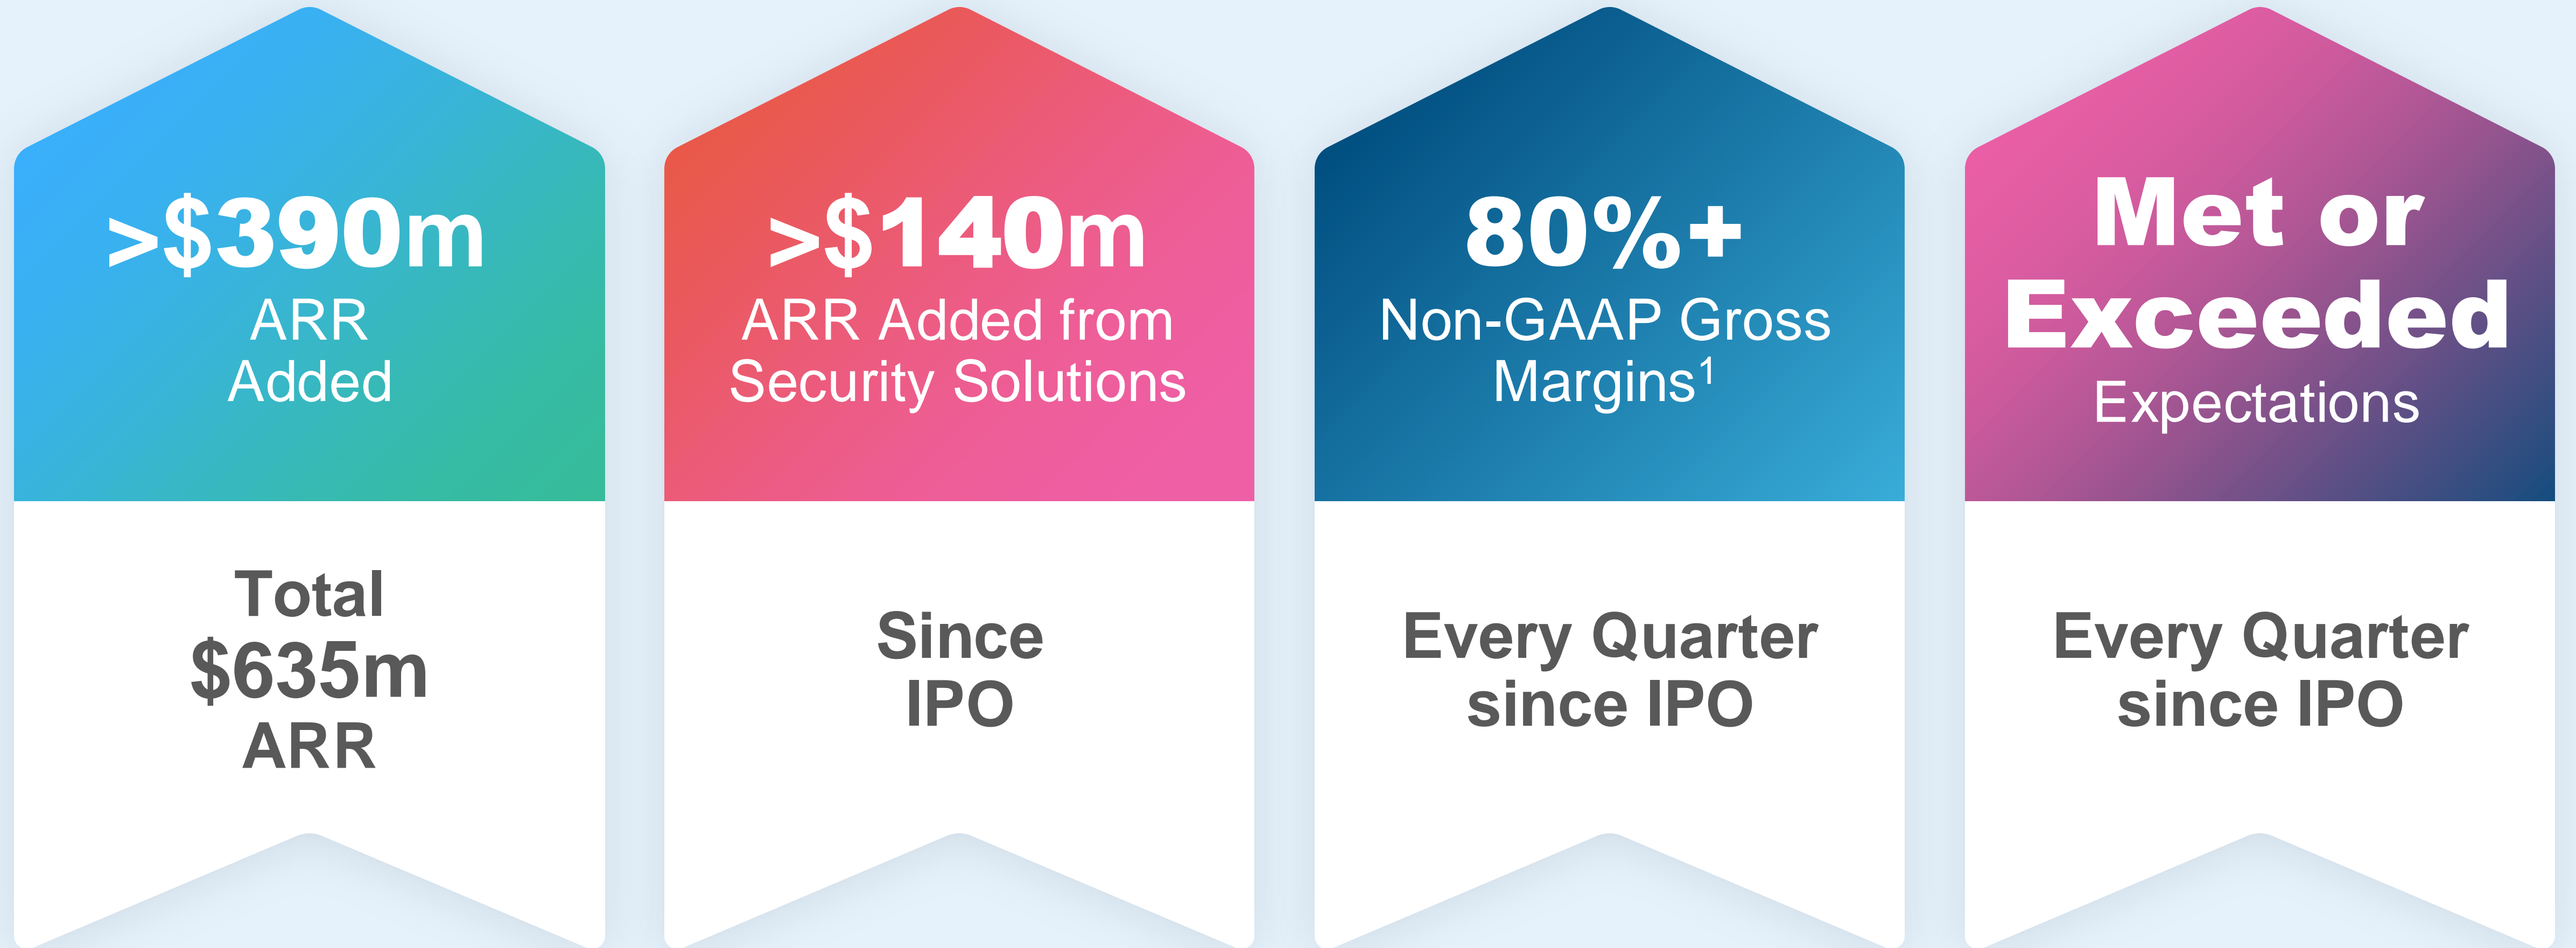 >$390m
ARR
Added
Total
$635m
ARR
>$140m
ARR Added from
Security Solutions
Since
IPO
80%+
Non-GAAP Gross
Margins¹
Every Quarter
since IPO
Met or
Exceeded
Expectations
Every Quarter
since IPO